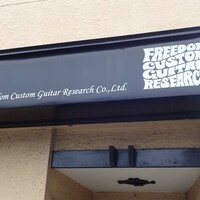 om Custom Guitar Research Co.,Ltd.
FREEDOM
CUSTOM
GUITAR
RESEARCH